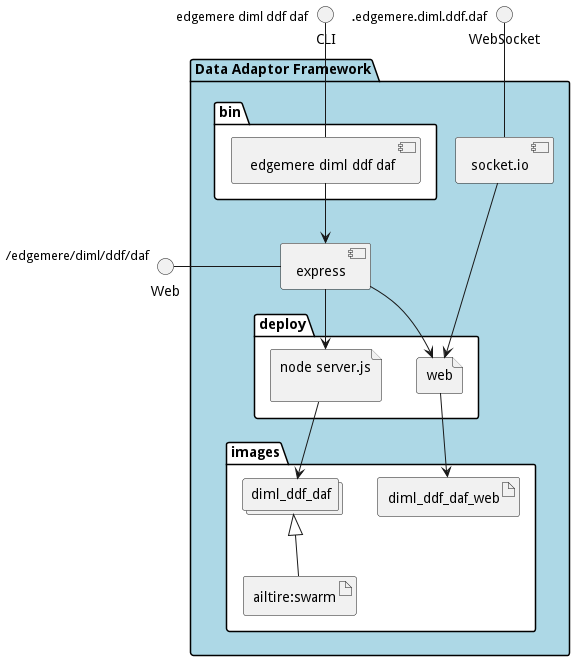 edgemere diml ddf daf
.edgemere.diml.ddf.daf
CLI
WebSocket
Data Adaptor Framework
bin
edgemere diml ddf daf
socket.io
/edgemere/diml/ddf/daf
Web
express
deploy
node server.js
web
images
diml_ddf_daf
diml_ddf_daf_web
ailtire:swarm